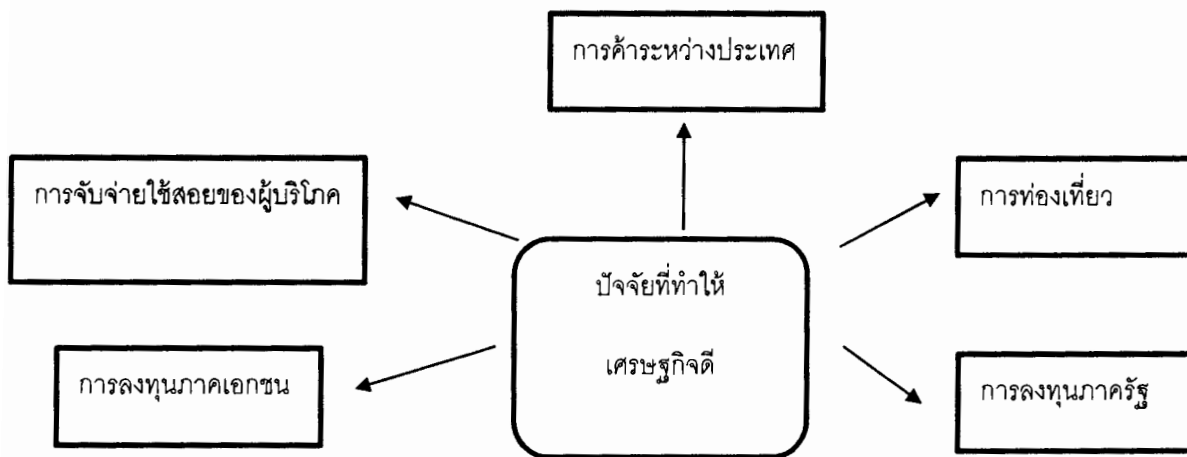 การค้าระหว่างประเทศ
การจับจ่ายใช้สอยของผู้บริโภค
การท่องเที่ยว
ปัจจัยที่ทำให้
เศรษฐกิจดี
การลงทุนภาคเอกชน
การลงทุนภาครัฐ